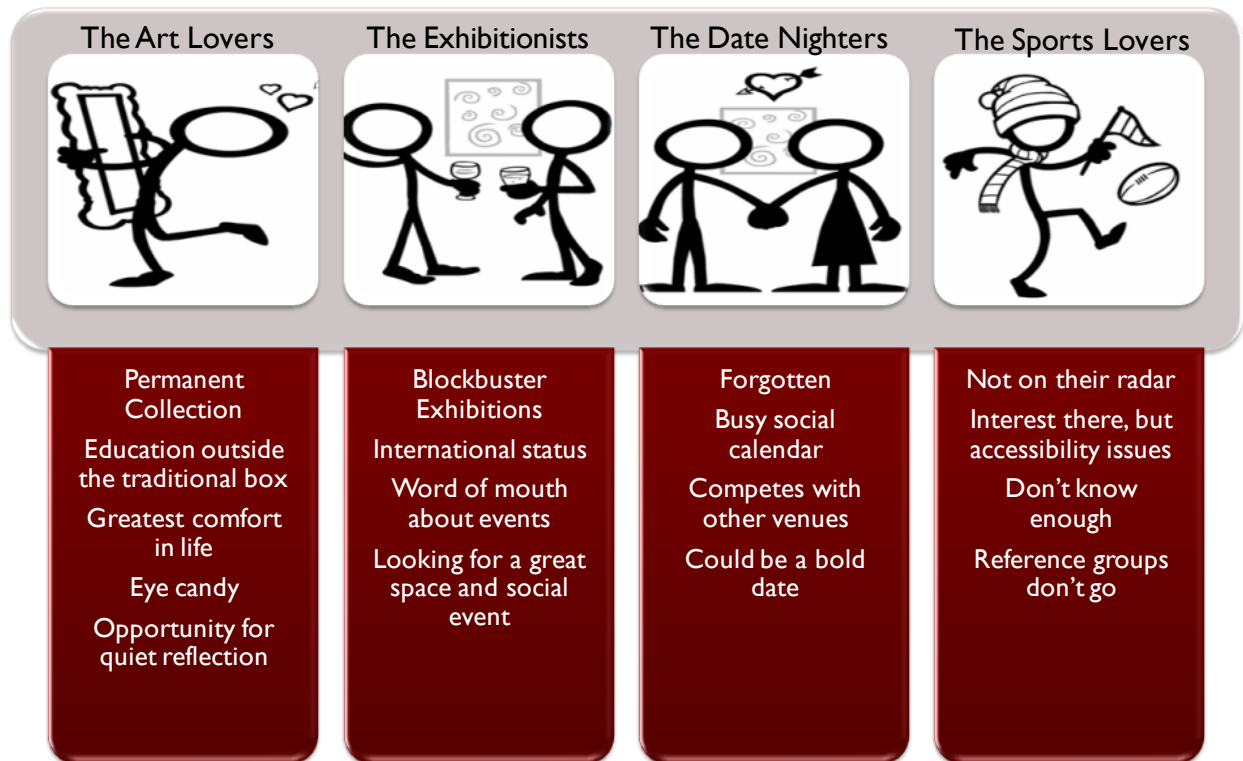 The Art Lovers
The Exhibitionists
The Date Nighters
The Sports Lovers
Permanent
Collection
Education outside
the traditional box
Greatest comfort
in life
Eye candy
Opportunity for
quiet reflection
Blockbuster
Exhibitions
International status
Word of mouth
about events
Looking for a great
space and social
event
Forgotten
Busy social
calendar
Competes with
other venues
Could be a bold
date
Not on their radar
Interest there, but
accessibility issues
Don’t know
enough
Reference groups
don’t go